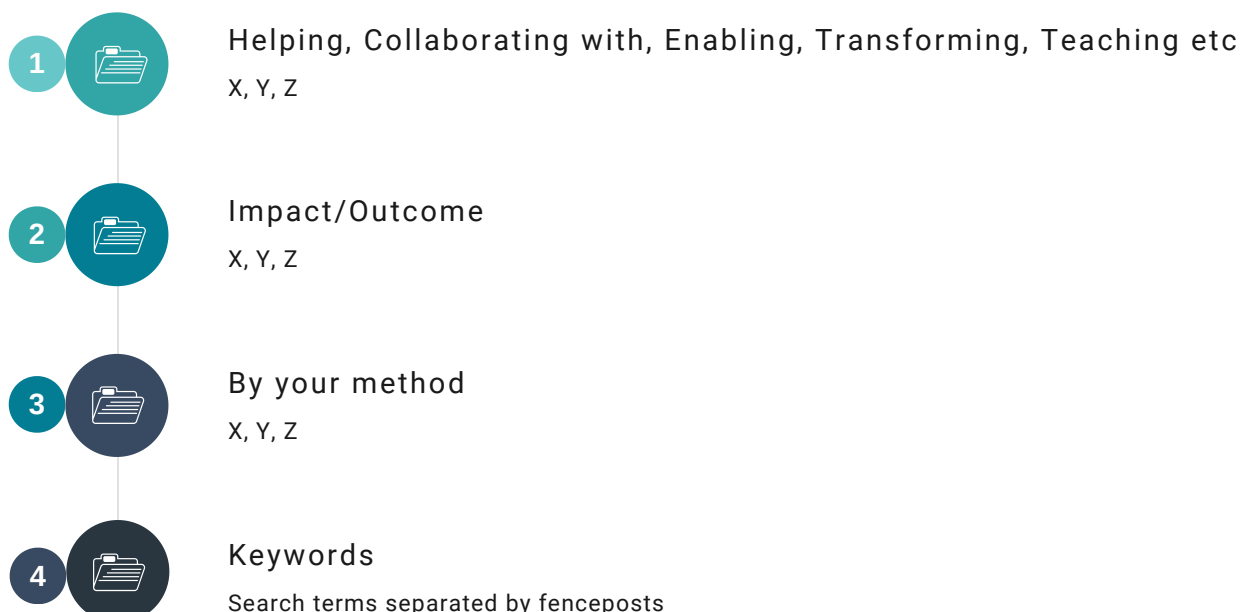 1
Helping, Collaborating with, Enabling, Transforming, Teaching etc
X, Y, Z
2
Impact/Outcome
X, Y, Z
3
By your method
X, Y, Z
4
Keywords
Search terms separated by fenceposts